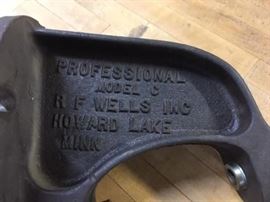 PROFESSIONAL
MODEL C
R F WELLS INC
HOWARD LAKE
MINN